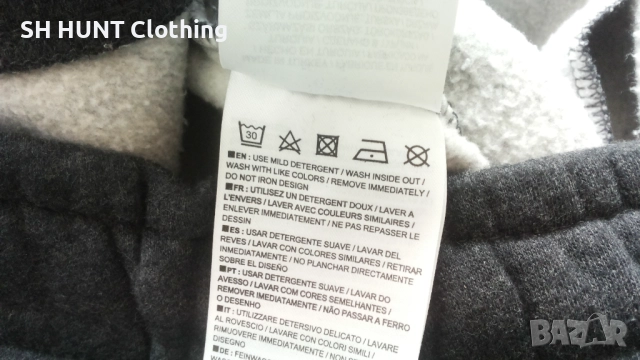 SH HUNT Clothing
30
EN: USE MILD DETERGENT / WASH INSIDE OUT /
WASH WITH LIKE COLORS / REMOVE IMMEDIATELY /
DO NOT IRON DESIGN
FR: UTILISEZ UN DETERGENT DOUX / LAVER A
L'ENVERS / LAVER AVEC COULEURS SIMILAIRES /
ENLEVER IMMEDIATEMENT / NE PAS REPASSER LE
DESSIN
ES: USAR DETERGENTE SUAVE / LAVAR DEL
REVES / LAVAR CON COLORES SIMILARES / RETIRAR
INMEDIATAMENTE / NO PLANCHAR DIRECTAMENTE
SOBRE EL DISEÑO
PT: USAR DETERGENTE SUAVE / LAVAR DO
AVESSO / LAVAR COM CORES SEMELHANTES /
REMOVER IMEDIATAMENTE / NÃO PASSAR A FERRO
O DESENHO
IT: UTILIZZARE DETERSIVO DELICATO / LAVARE
AL ROVESCIO / LAVARE CON COLORI SIMILI /
RIMUOVERE IMMEDIATAMENTE / NON
DISEGNO
DE: FEINWAS
BAZAR